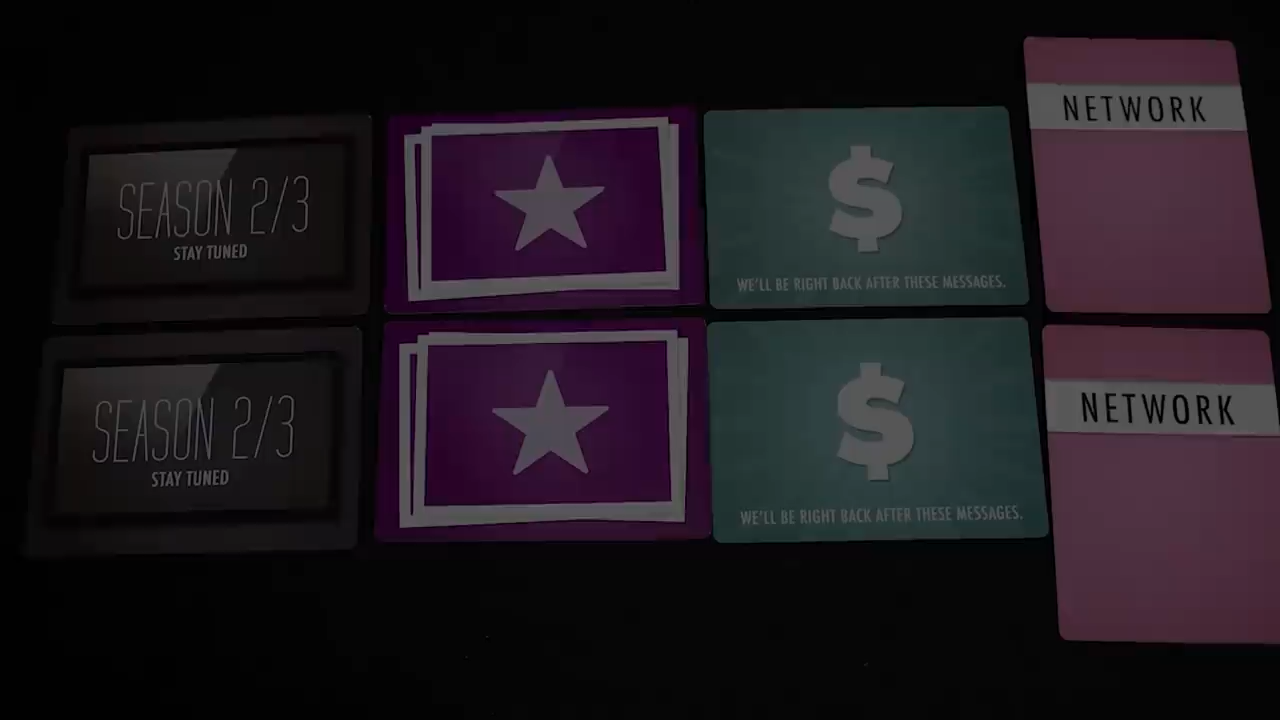 SEASON 2/3
STAY TUNED
$
WE'LL BE RIGHT BACK AFTER THESE MESSAGES.
NETWORK
SEASON 2/3
STAY TUNED
$
WE'LL BE RIGHT BACK AFTER THESE MESSAGES.
NETWORK